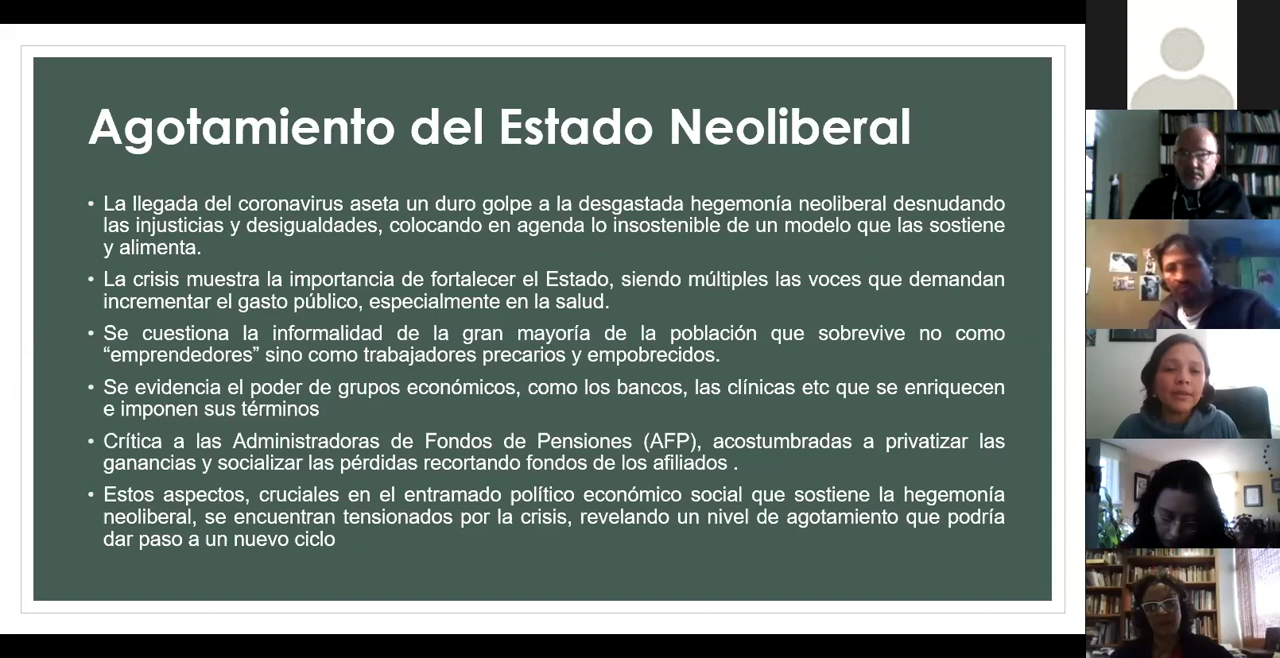 Agotamiento del Estado Neoliberal
• La llegada del coronavirus aseta un duro golpe a la desgastada hegemonía neoliberal desnudando
las injusticias y desigualdades, colocando en agenda lo insostenible de un modelo que las sostiene
y alimenta.
• La crisis muestra la importancia de fortalecer el Estado, siendo múltiples las voces que demandan
incrementar el gasto público, especialmente en la salud.
• Se cuestiona la informalidad de la gran mayoría de la población que sobrevive no como
“emprendedores” sino como trabajadores precarios y empobrecidos.
• Se evidencia el poder de grupos económicos, como los bancos, las clínicas etc que se enriquecen
e imponen sus términos
• Crítica a las Administradoras de Fondos de Pensiones (AFP), acostumbradas a privatizar las
ganancias y socializar las pérdidas recortando fondos de los afiliados .
• Estos aspectos, cruciales en el entramado político económico social que sostiene la hegemonía
neoliberal, se encuentran tensionados por la crisis, revelando un nivel de agotamiento que podría
dar paso a un nuevo ciclo